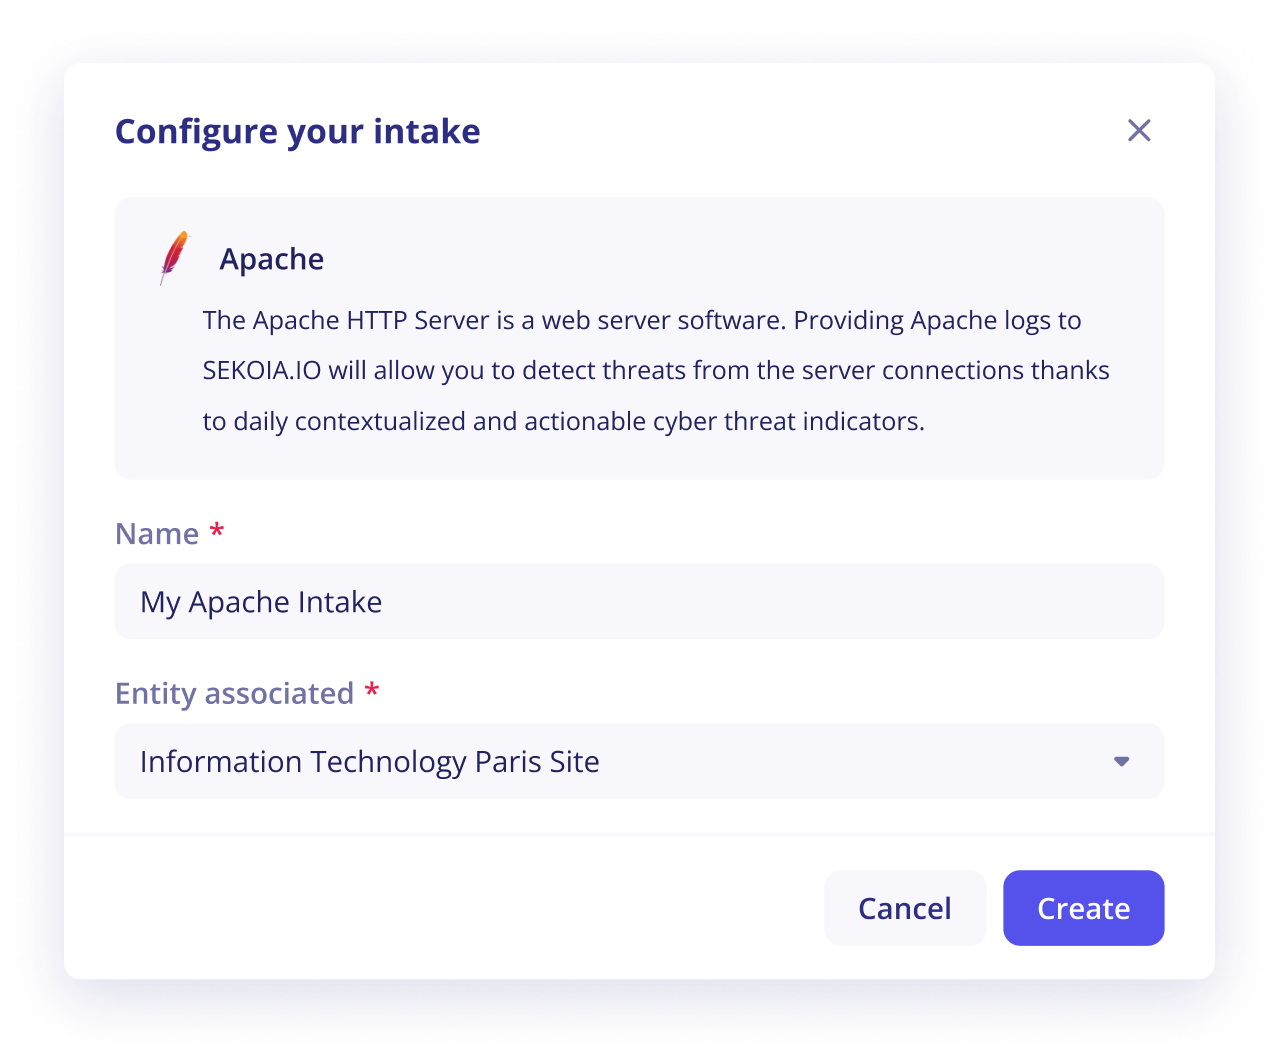 Configure your intake
Apache
The Apache HTTP Server is a web server software. Providing Apache logs to
SEKOIA.IO will allow you to detect threats from the server connections thanks
to daily contextualized and actionable cyber threat indicators.
Name *
My Apache Intake
Entity associated *
Information Technology Paris Site
Cancel
Create